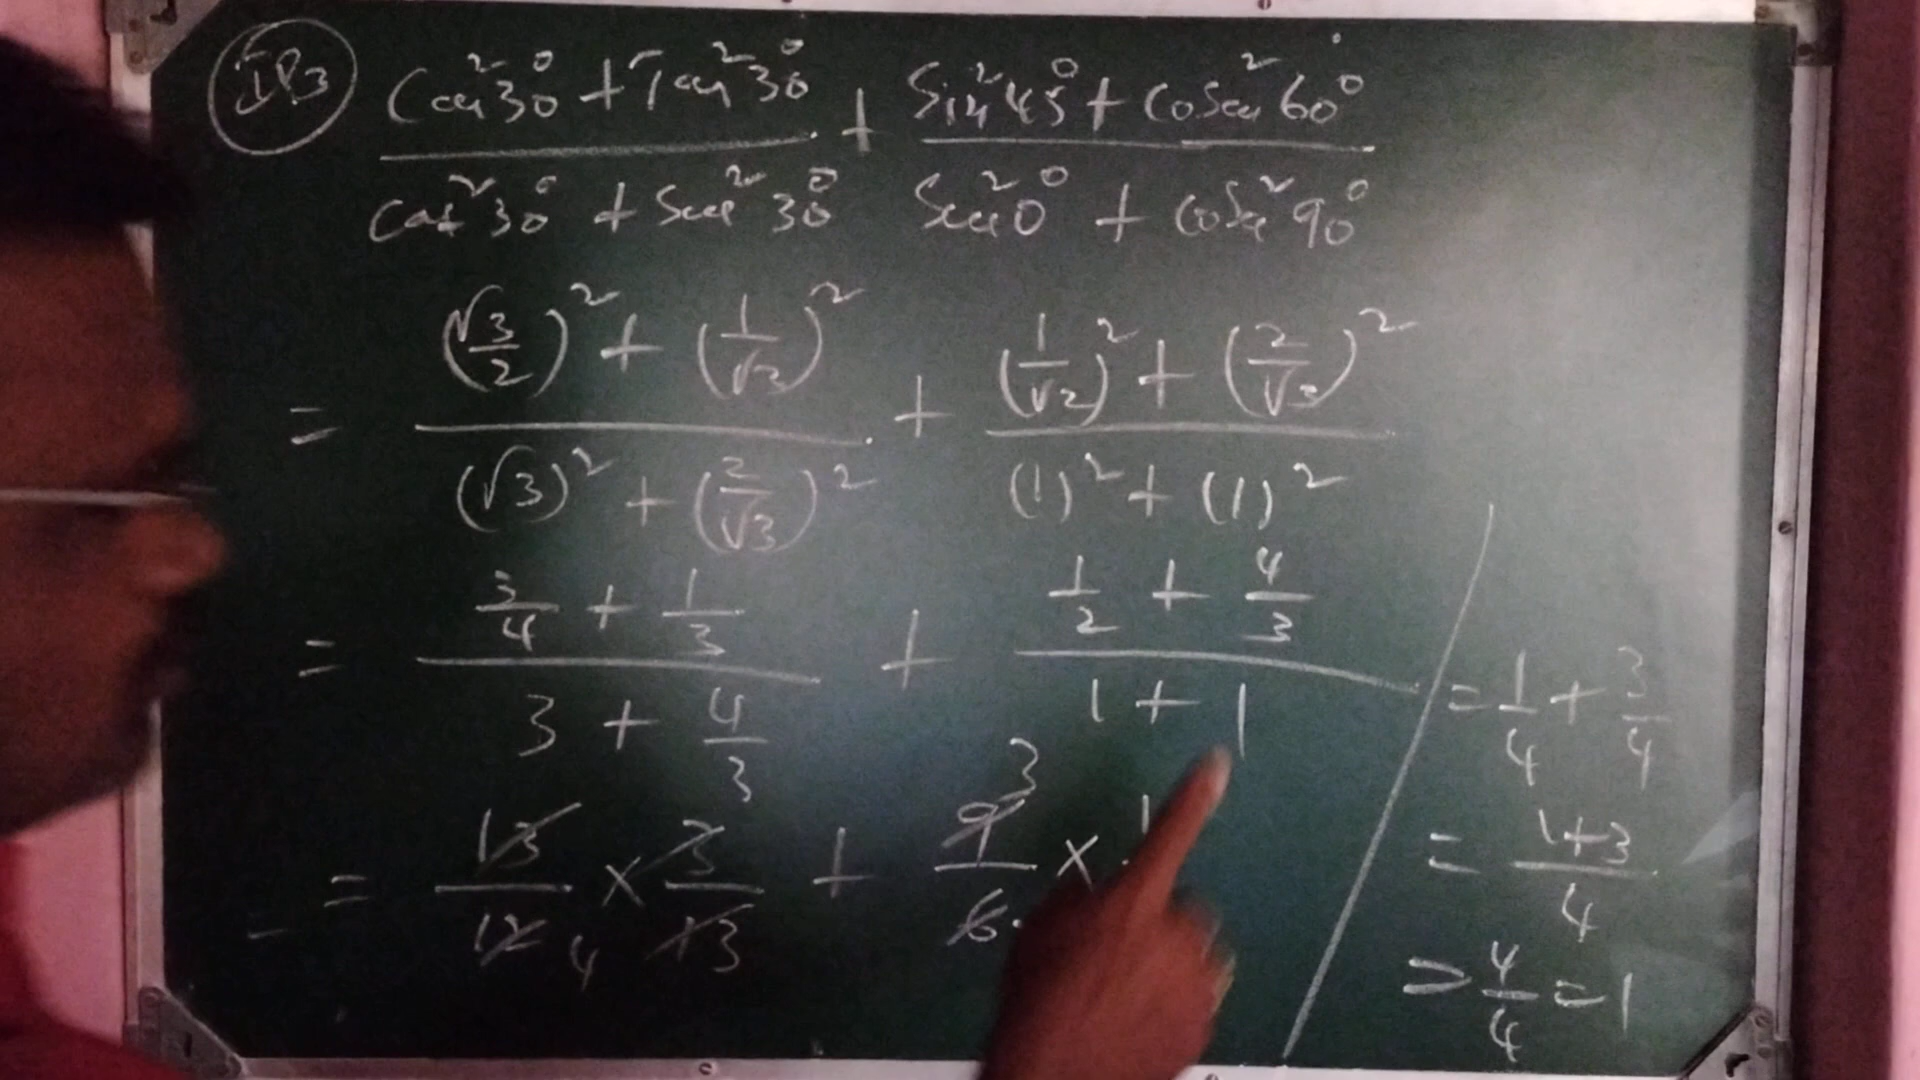 IP3
Cos²30° + Tan²30° + Sin²45° + Cosec²60°
Cot²30° + Sec²30° Sec²0° + Cosec²90°
= (√3/2)² + (1/√3)² + (1/√2)² + (2/√3)²
(√3)² + (2/√3)² (1)² + (1)²
= 3/4 + 1/3 + 1/2 + 4/3
3 + 4/3 1 + 1
= 13/12 4 × 3/13 + 9/6 3 ×
= 1/4 + 3/4
= 1+3/4
= 4/4 = 1